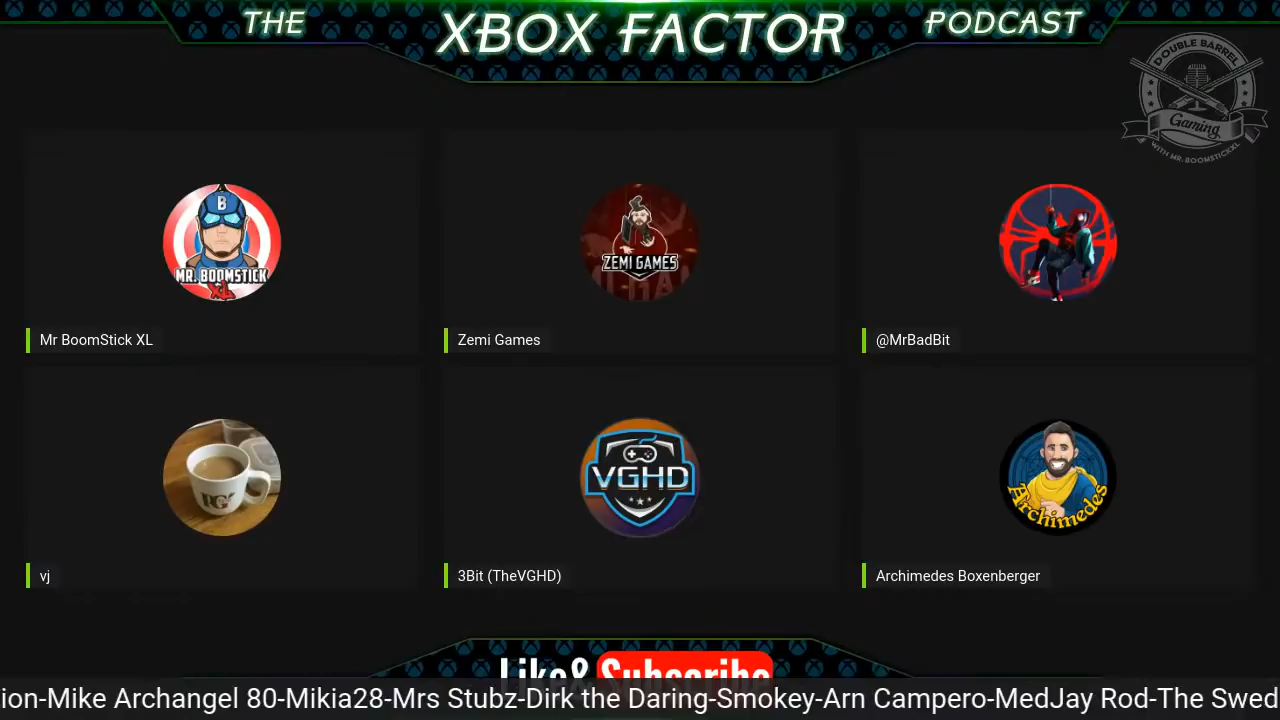 THE
XBOX FACTOR
PODCAST
DOUBLE BARREL
Gaming
WITH MR. BOOMSTICKXL
B
MR. BOOMSTICK
XL
ZEMI GAMES
Mr BoomStick XL
Zemi Games
@MrBadBit
VGHD
Archimedes
vj
3Bit (TheVGHD)
Archimedes Boxenberger
Like& Subscribe
ion-Mike Archangel 80-Mikia28-Mrs Stubz-Dirk the Daring-Smokey-Arn Campero-MedJay Rod-The Swed